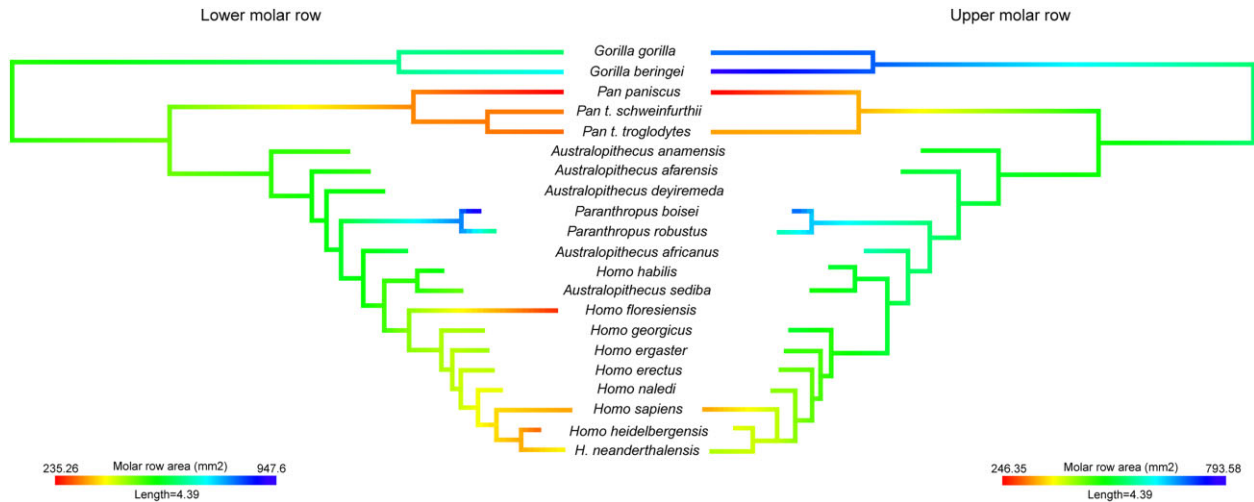 Lower molar row
Upper molar row
Gorilla gorilla
Gorilla beringei
Pan paniscus
Pan t. schweinfurthii
Pan t. troglodytes
Australopithecus anamensis
Australopithecus afarensis
Australopithecus deyiremeda
Paranthropus boisei
Paranthropus robustus
Australopithecus africanus
Homo habilis
Australopithecus sediba
Homo floresiensis
Homo georgicus
Homo ergaster
Homo erectus
Homo naledi
Homo sapiens
Homo heidelbergensis
H. neanderthalensis
235.26 Molar row area (mm2) 947.6
Length=4.39
246.35 Molar row area (mm2) 793.58
Length=4.39